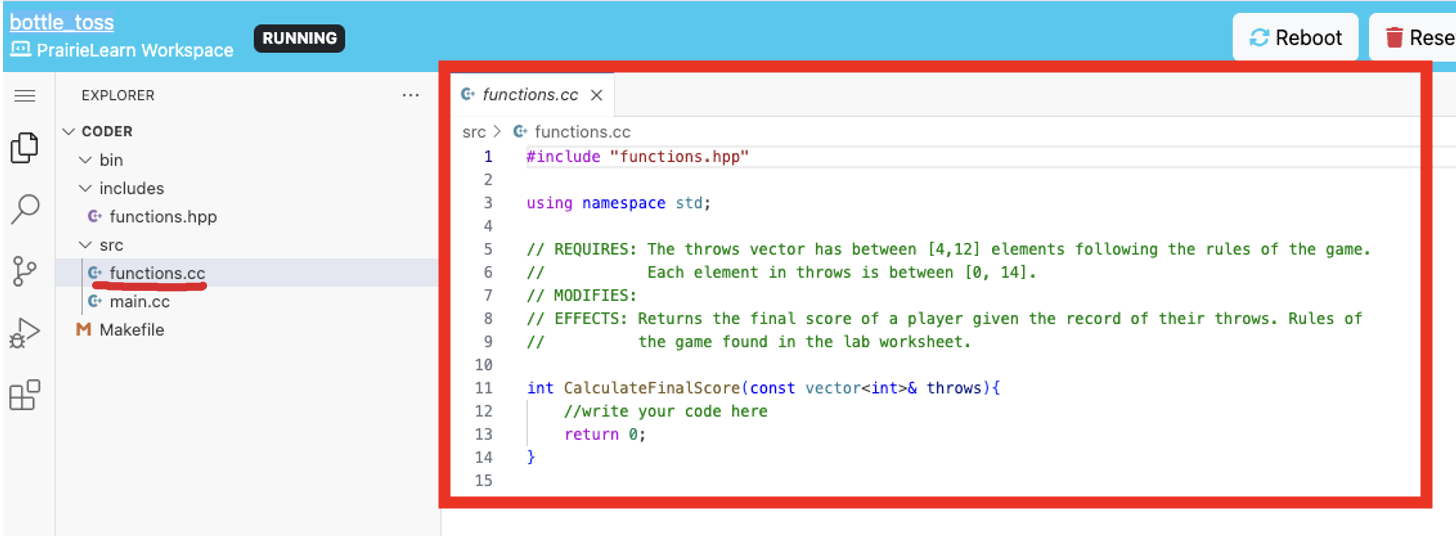 bottle_toss
PrairieLearn Workspace
RUNNING
Reboot
EXPLORER
...
CODER
bin
includes
functions.hpp
src
functions.cc
main.cc
M Makefile
functions.cc
src > functions.cc
1 #include "functions.hpp"
2
3 using namespace std;
4
5 // REQUIRES: The throws vector has between [4,12] elements following the rules of the game.
6 //           Each element in throws is between [0, 14].
7 // MODIFIES:
8 // EFFECTS: Returns the final score of a player given the record of their throws. Rules of
9 //          the game found in the lab worksheet.
10
11 int CalculateFinalScore(const vector<int>& throws){
12     //write your code here
13     return 0;
14 }
15